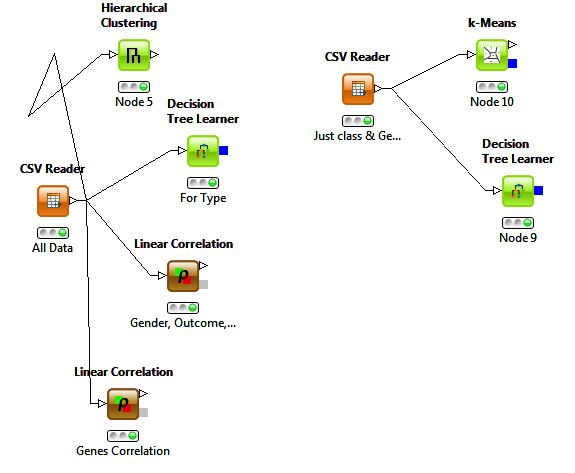 Hierarchical
Clustering
Node 5
Decision
Tree Learner
For Type
CSV Reader
All Data
Linear Correlation
ρ
Gender, Outcome,...
Linear Correlation
ρ
Genes Correlation
k-Means
Node 10
CSV Reader
Just class & Ge...
Decision
Tree Learner
Node 9